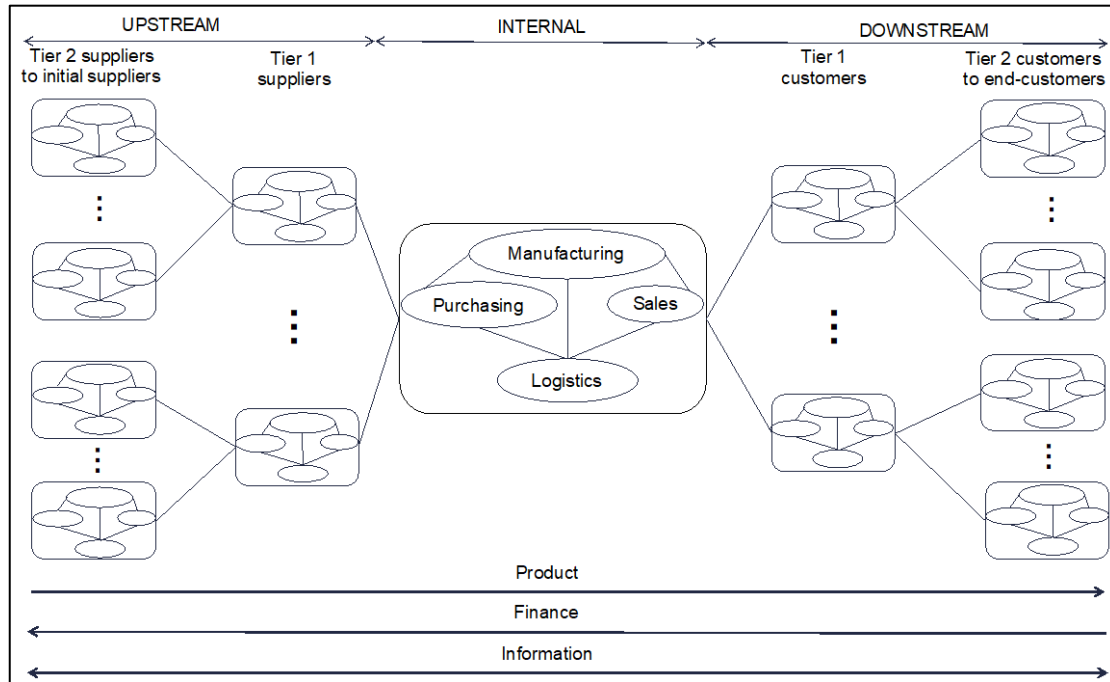 UPSTREAM
INTERNAL
DOWNSTREAM
Tier 2 suppliers
to initial suppliers
Tier 1
suppliers
Tier 1
customers
Tier 2 customers
to end-customers
Manufacturing
Purchasing
Sales
Logistics
Product
Finance
Information